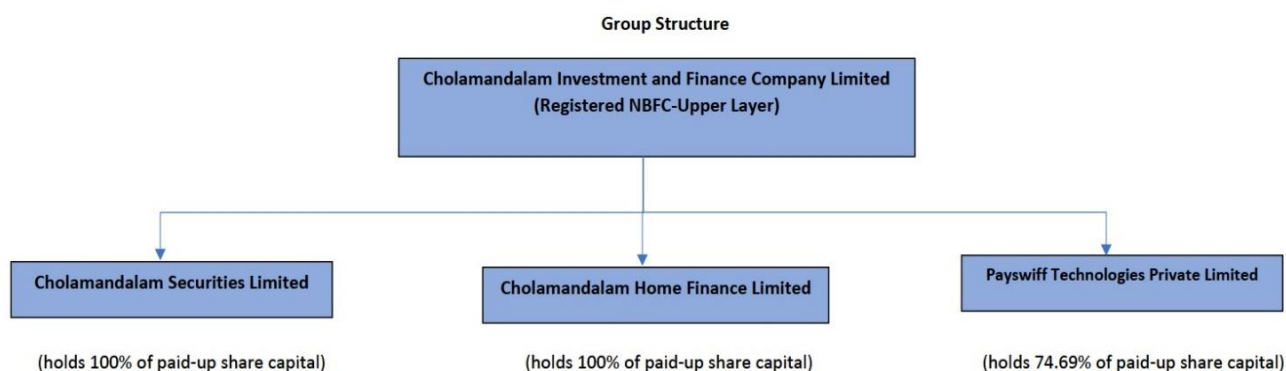 Group Structure
Cholamandalam Investment and Finance Company Limited
(Registered NBFC-Upper Layer)
Cholamandalam Securities Limited
Cholamandalam Home Finance Limited
Payswiff Technologies Private Limited
(holds 100% of paid-up share capital)
(holds 100% of paid-up share capital)
(holds 74.69% of paid-up share capital)